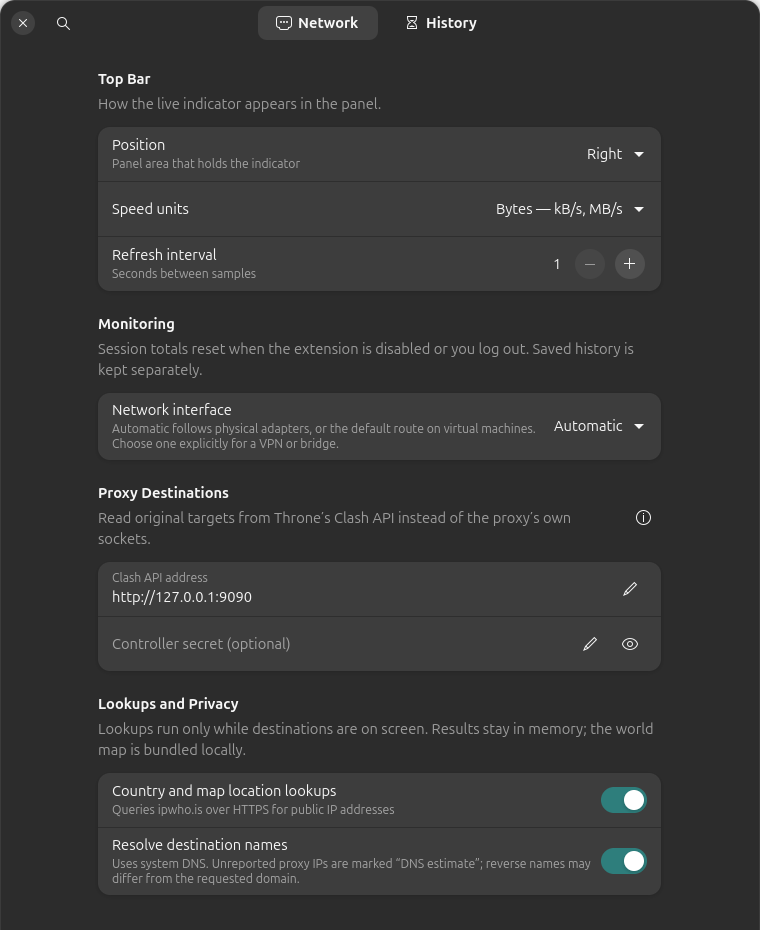 Network
History
Top Bar
How the live indicator appears in the panel.
Position
Panel area that holds the indicator
Right
Speed units
Bytes — kB/s, MB/s
Refresh interval
Seconds between samples
1
Monitoring
Session totals reset when the extension is disabled or you log out. Saved history is
kept separately.
Network interface
Automatic follows physical adapters, or the default route on virtual machines.
Choose one explicitly for a VPN or bridge.
Automatic
Proxy Destinations
Read original targets from Throne’s Clash API instead of the proxy’s own
sockets.
Clash API address
http://127.0.0.1:9090
Controller secret (optional)
Lookups and Privacy
Lookups run only while destinations are on screen. Results stay in memory; the world
map is bundled locally.
Country and map location lookups
Queries ipwho.is over HTTPS for public IP addresses
Resolve destination names
Uses system DNS. Unreported proxy IPs are marked “DNS estimate”; reverse names may
differ from the requested domain.